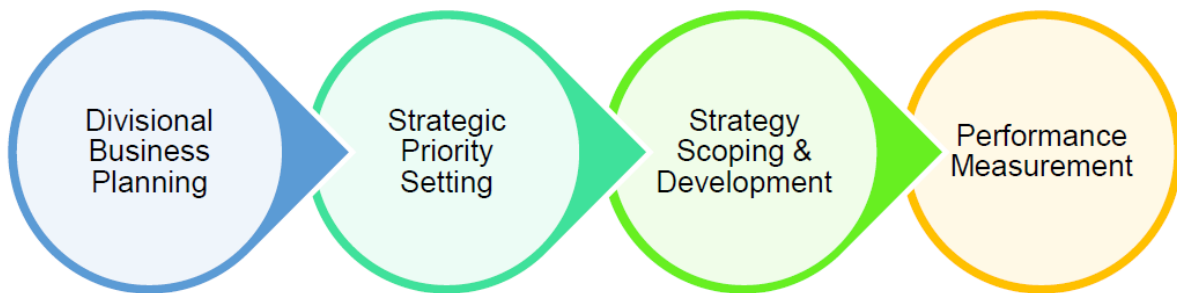 Divisional
Business
Planning
Strategic
Priority
Setting
Strategy
Scoping &
Development
Performance
Measurement